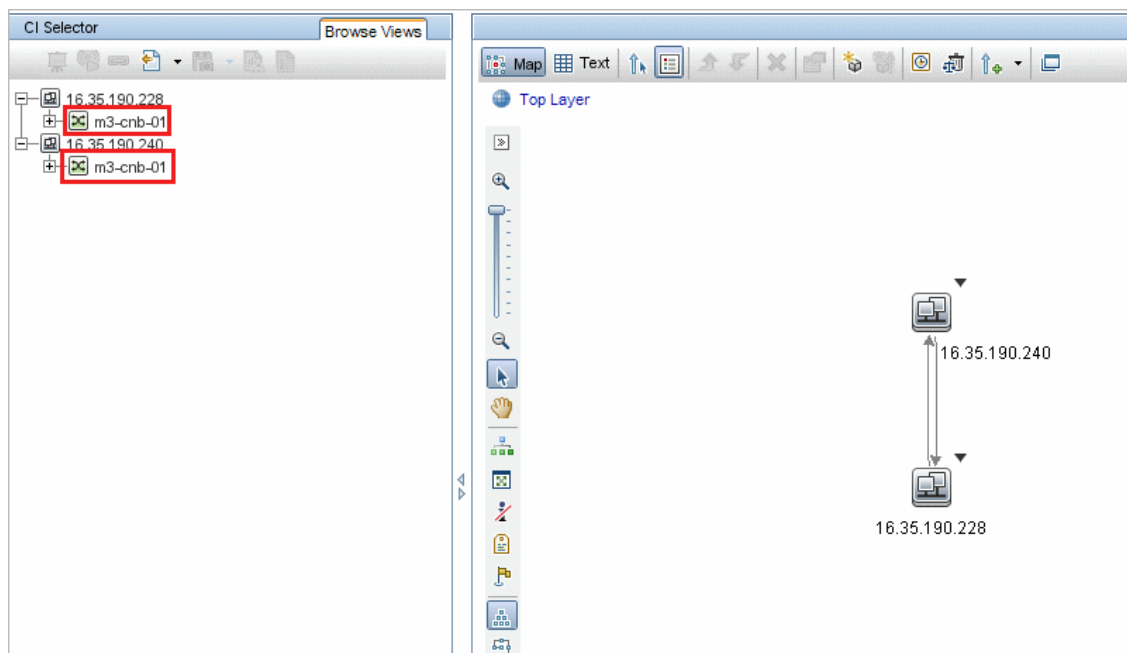 CI Selector
Browse Views
16.35.190.228
m3-cnb-01
16.35.190.240
m3-cnb-01
Map
Text
Top Layer
16.35.190.240
16.35.190.228